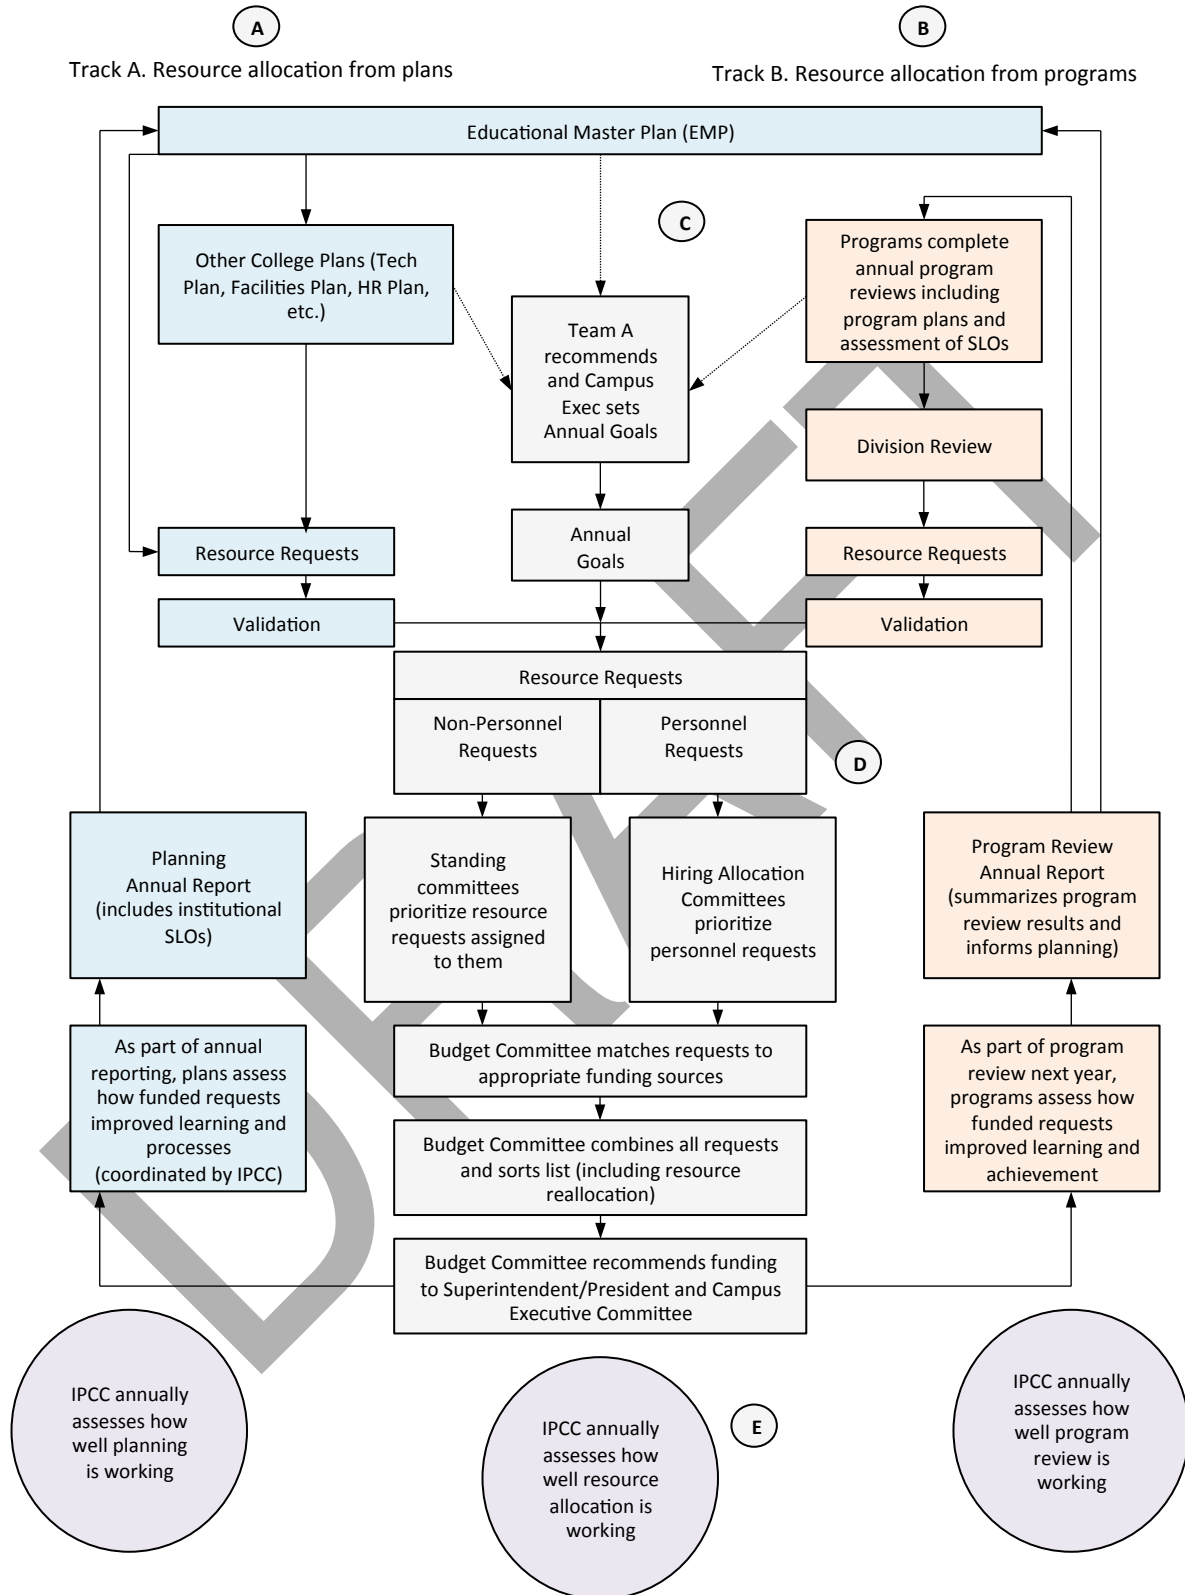 A
B
Track A. Resource allocation from plans
Track B. Resource allocation from programs
Educational Master Plan (EMP)
C
Other College Plans (Tech
Plan, Facilities Plan, HR Plan,
etc.)
Programs complete
annual program
reviews including
program plans and
assessment of SLOs
Team A
recommends
and Campus
Exec sets
Annual Goals
Division Review
Annual
Goals
Resource Requests
Resource Requests
Validation
Validation
Resource Requests
Non-Personnel
Requests
Personnel
Requests
D
Planning
Annual Report
(includes institutional
SLOs)
Standing
committees
prioritize resource
requests assigned
to them
Hiring Allocation
Committees
prioritize
personnel requests
Program Review
Annual Report
(summarizes program
review results and
informs planning)
As part of annual
reporting, plans assess
how funded requests
improved learning and
processes
(coordinated by IPCC)
Budget Committee matches requests to
appropriate funding sources
As part of program
review next year,
programs assess how
funded requests
improved learning and
achievement
Budget Committee combines all requests
and sorts list (including resource
reallocation)
Budget Committee recommends funding
to Superintendent/President and Campus
Executive Committee
IPCC annually
assesses how
well planning
is working
IPCC annually
assesses how
well resource
allocation is
working
E
IPCC annually
assesses how
well program
review is
working
DRAFT